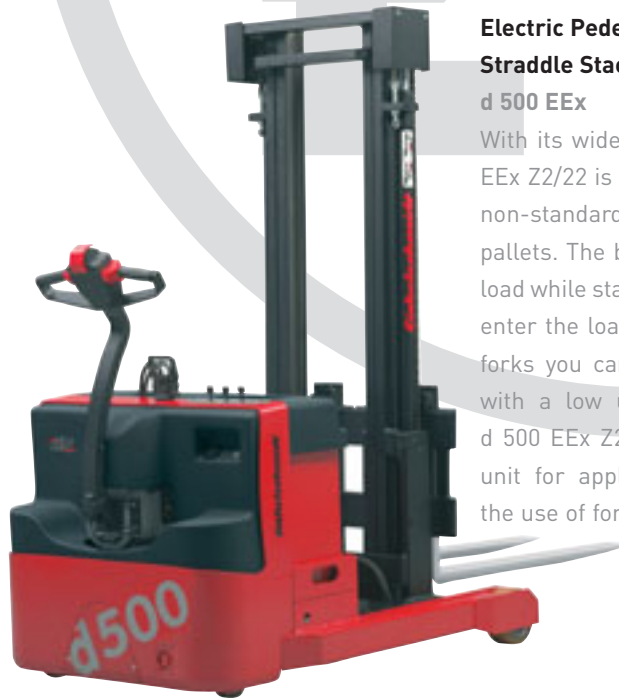 Electric Pede
Straddle Stac
d 500 EEx
With its wide
EEx Z2/22 is
non-standard
pallets. The b
load while sta
enter the loa
forks you can
with a low u
d 500 EEx Z2
unit for appl
the use of for
d500